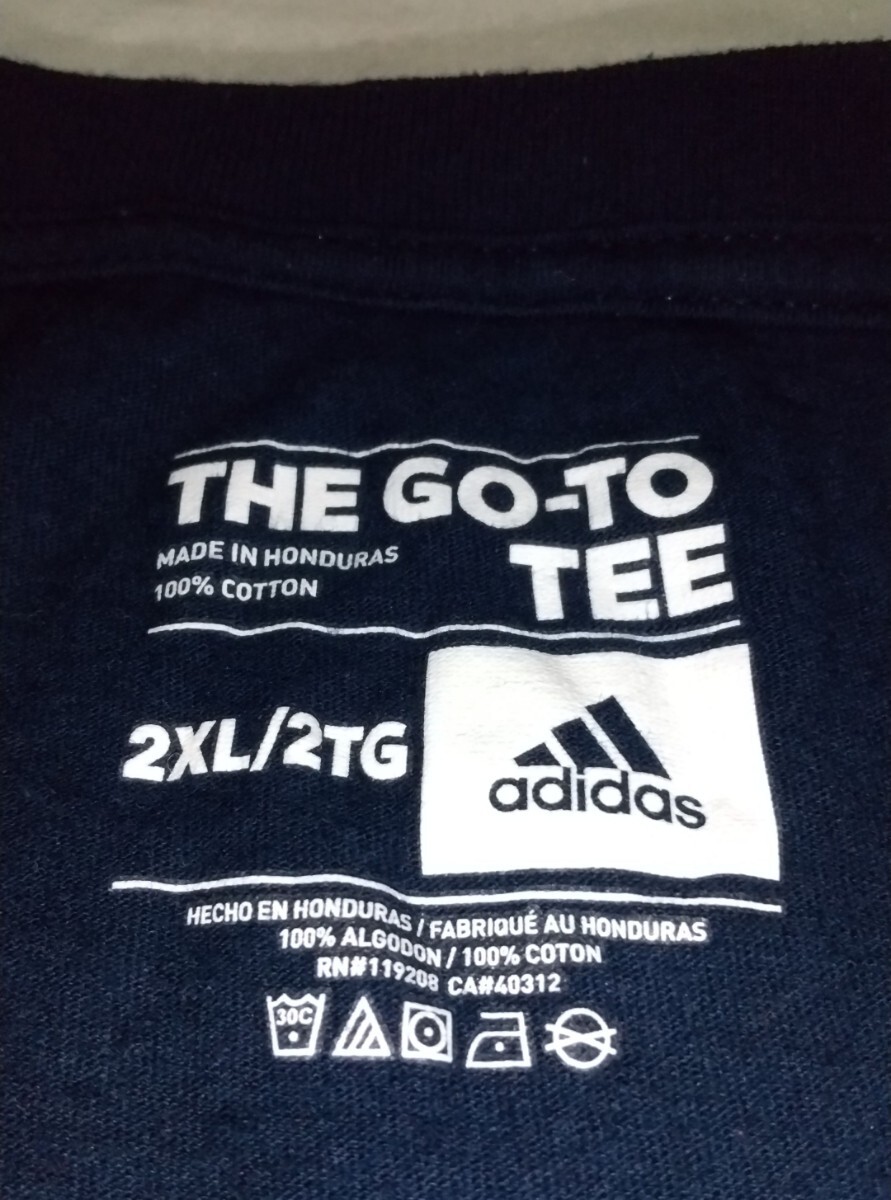 THE GO-TO
TEE
MADE IN HONDURAS
100% COTTON
2XL/2TG
adidas
HECHO EN HONDURAS / FABRIQUÉ AU HONDURAS
100% ALGODON / 100% COTON
RN#119208 CA#40312
30C